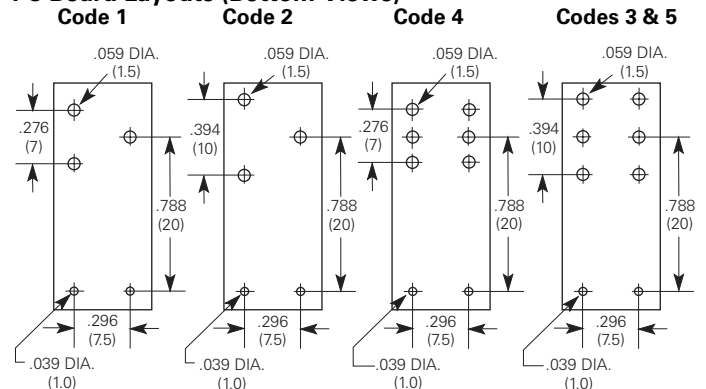 PC Board Layouts (Bottom Views)
Code 1
Code 2
Code 4
Codes 3 & 5
.059 DIA.
(1.5)
.059 DIA.
(1.5)
.059 DIA.
(1.5)
.059 DIA.
(1.5)
.276
(7)
.394
(10)
.276
(7)
.394
(10)
.788
(20)
.788
(20)
.788
(20)
.788
(20)
.296
(7.5)
.296
(7.5)
.296
(7.5)
.296
(7.5)
.039 DIA.
(1.0)
.039 DIA.
(1.0)
.039 DIA.
(1.0)
.039 DIA.
(1.0)